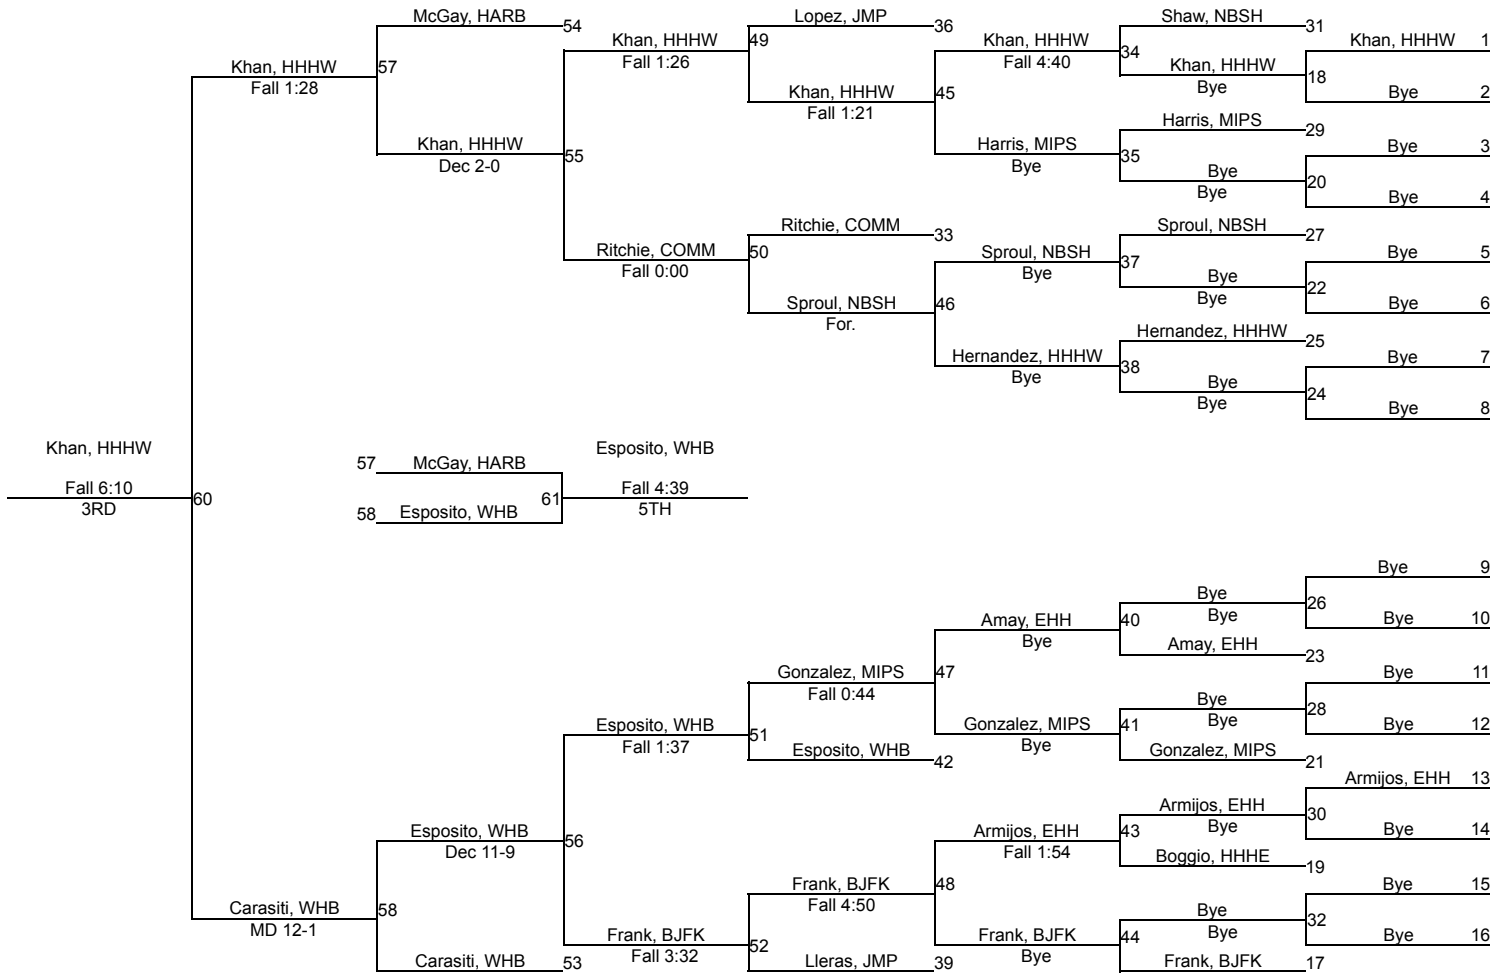 McGay, HARB 54 Lopez, JMP 36 Shaw, NBSH 31
Khan, HHHW 49 Khan, HHHW 34 Khan, HHHW 1
Khan, HHHW 57 Fall 1:26 Fall 4:40 Khan, HHHW 18
Fall 1:28 Khan, HHHW 45 Bye Bye 2
Fall 1:21 Harris, MIPS 29
Khan, HHHW 55 Harris, MIPS 35 Bye 3
Dec 2-0 Bye Bye 20
Bye Bye 4
Ritchie, COMM 33 Sproul, NBSH 27
Ritchie, COMM 50 Sproul, NBSH 37 Bye 5
Fall 0:00 Bye Bye 22
Sproul, NBSH 46 Bye Bye 6
For. Hernandez, HHHW 25
Hernandez, HHHW 38 Bye 7
Bye Bye 24
Bye Bye 8
Khan, HHHW Esposito, WHB
57 McGay, HARB
Fall 6:10 60 61 Fall 4:39
3RD 58 Esposito, WHB 5TH
Bye 9
Bye 26
Amay, EHH 40 Bye Bye 10
Bye Amay, EHH 23
Gonzalez, MIPS 47 Bye 11
Fall 0:44 Bye 28
Esposito, WHB 51 Gonzalez, MIPS 41 Bye Bye 12
Fall 1:37 Bye Gonzalez, MIPS 21
Esposito, WHB 42
Armijos, EHH 13
Armijos, EHH 30
Esposito, WHB 56 Armijos, EHH 43 Bye Bye 14
Dec 11-9 Fall 1:54 Boggio, HHHE 19
Frank, BJFK 48 Bye 15
Carasiti, WHB 58 Fall 4:50 Bye 32
MD 12-1 Frank, BJFK 52 Frank, BJFK 44 Bye Bye 16
Carasiti, WHB 53 Fall 3:32 Lleras, JMP 39 Bye Frank, BJFK 17